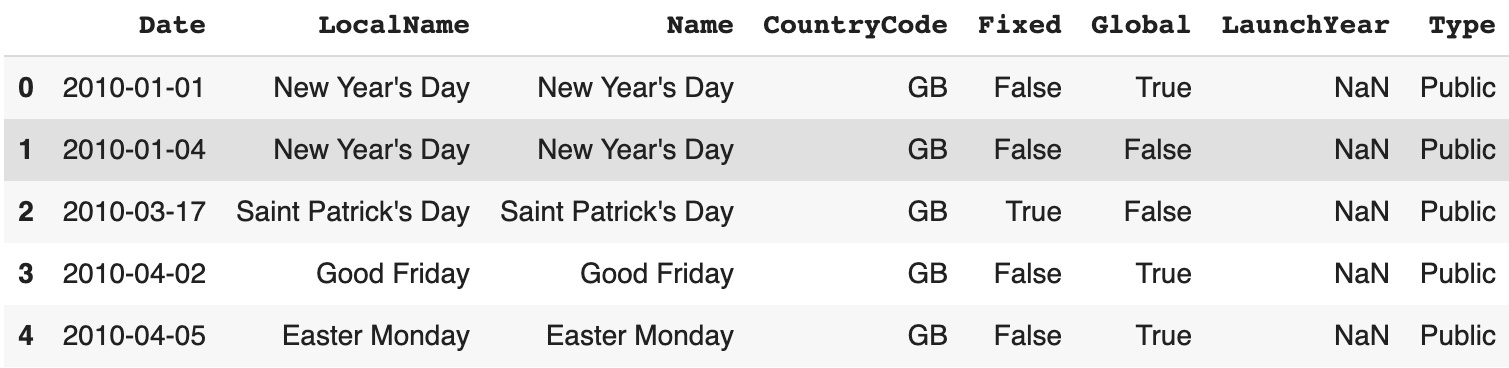 Date LocalName Name CountryCode Fixed Global LaunchYear Type
0 2010-01-01 New Year's Day New Year's Day GB False True NaN Public
1 2010-01-04 New Year's Day New Year's Day GB False False NaN Public
2 2010-03-17 Saint Patrick's Day Saint Patrick's Day GB True False NaN Public
3 2010-04-02 Good Friday Good Friday GB False True NaN Public
4 2010-04-05 Easter Monday Easter Monday GB False True NaN Public